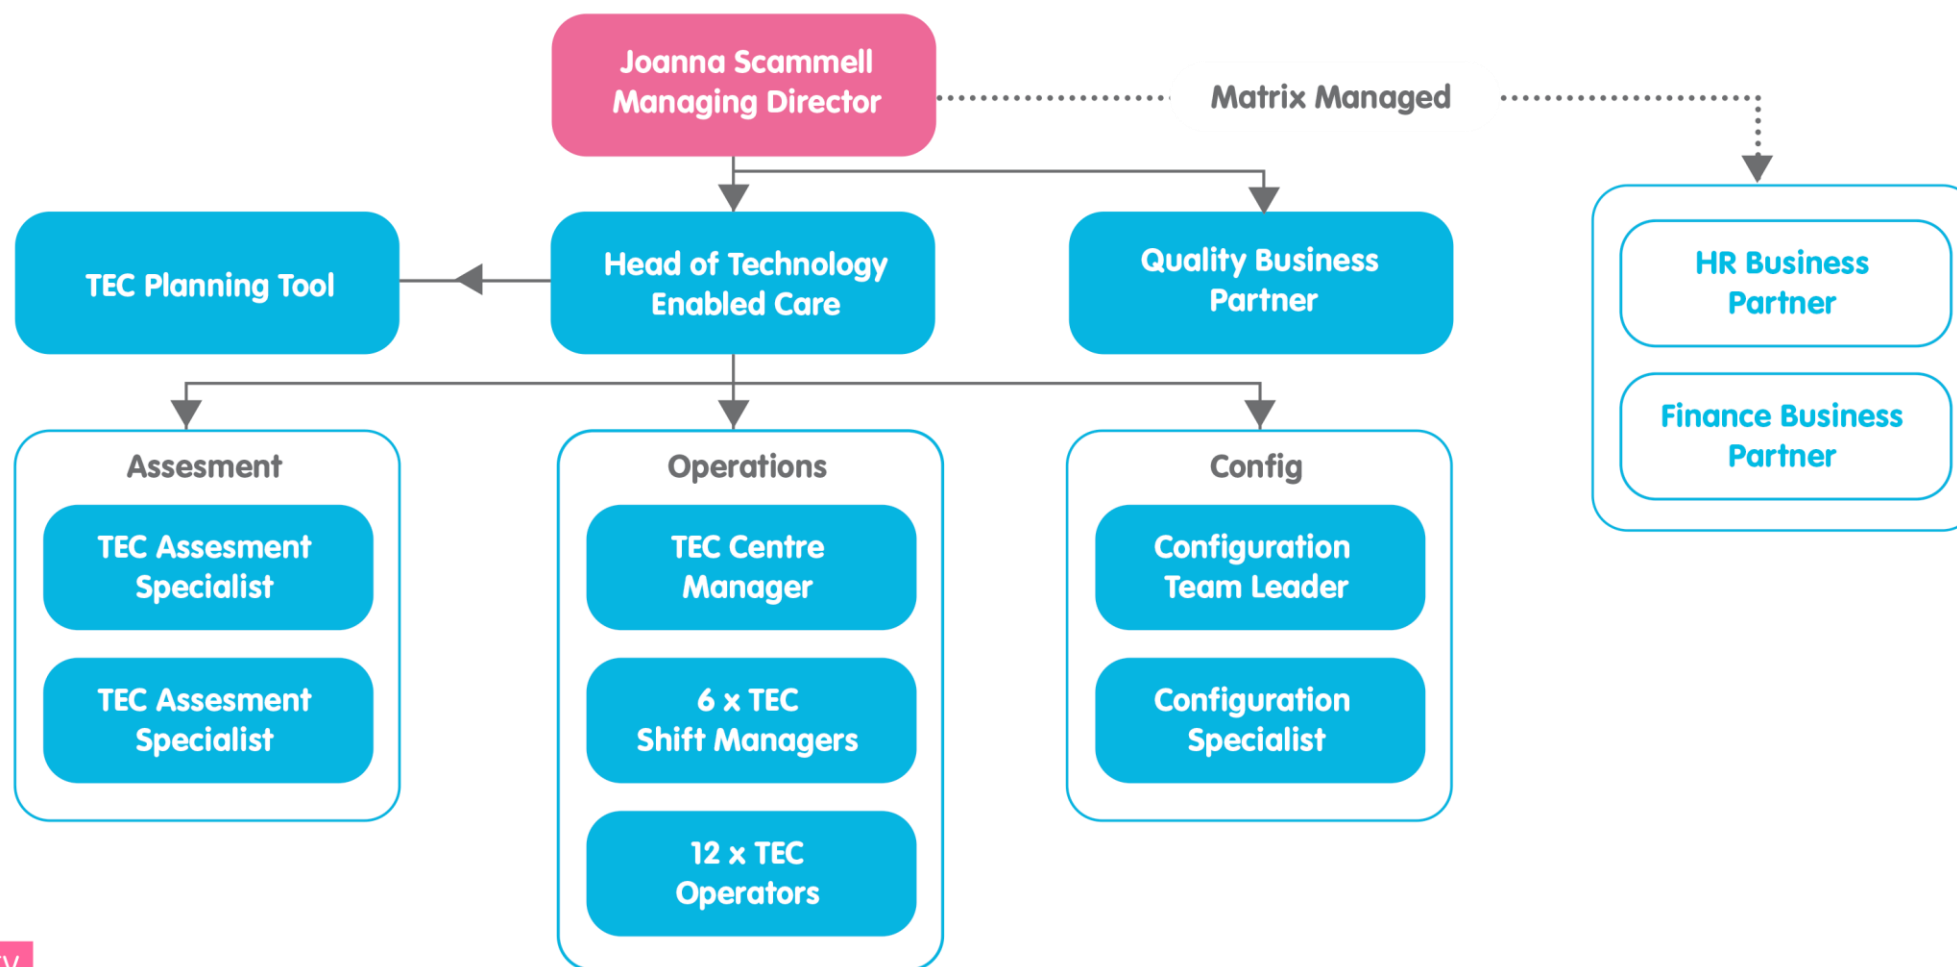 Joanna Scammell
Managing Director
Matrix Managed
TEC Planning Tool
Head of Technology
Enabled Care
Quality Business
Partner
HR Business
Partner
Finance Business
Partner
Assesment
TEC Assesment
Specialist
TEC Assesment
Specialist
Operations
TEC Centre
Manager
6 x TEC
Shift Managers
12 x TEC
Operators
Config
Configuration
Team Leader
Configuration
Specialist